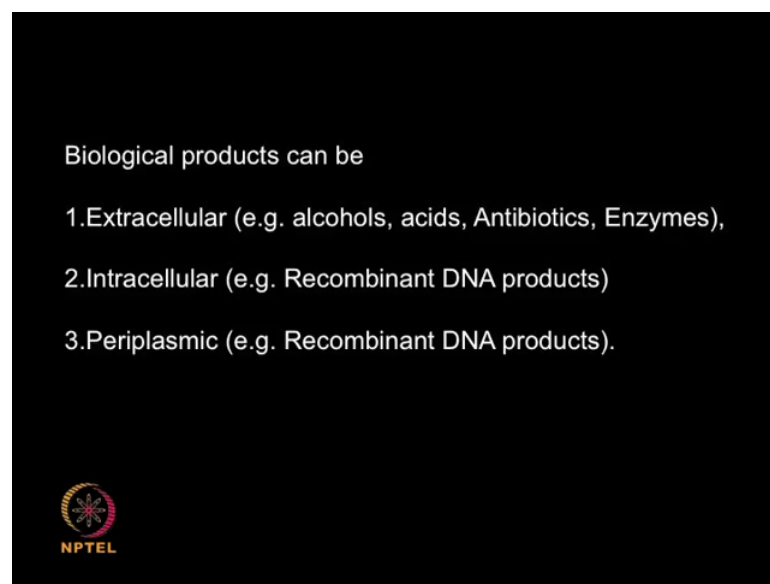 Biological products can be
1.Extracellular (e.g. alcohols, acids, Antibiotics, Enzymes),
2.Intracellular (e.g. Recombinant DNA products)
3.Periplasmic (e.g. Recombinant DNA products).
NPTEL